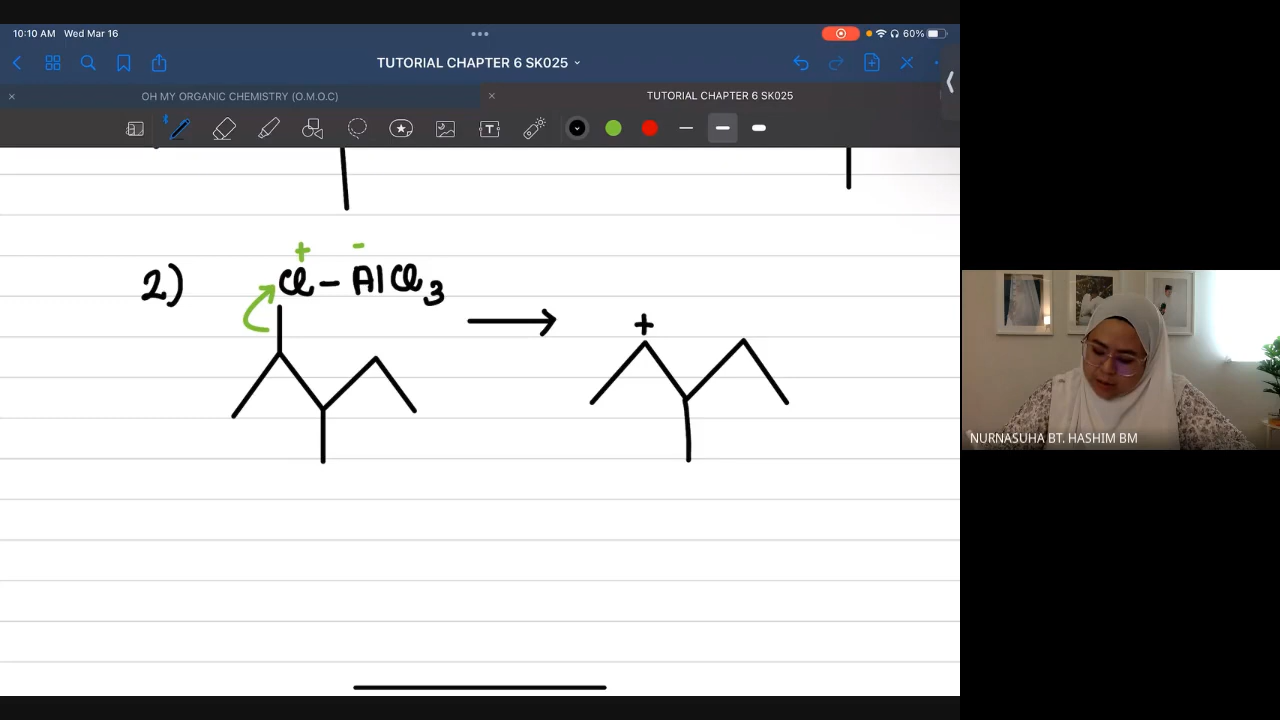 10:10 AM Wed Mar 16
60%
TUTORIAL CHAPTER 6 SK025
OH MY ORGANIC CHEMISTRY (O.M.O.C)
TUTORIAL CHAPTER 6 SK025
+ -
2) Cl - AlCl3
+
NURNASUHA BT. HASHIM BM